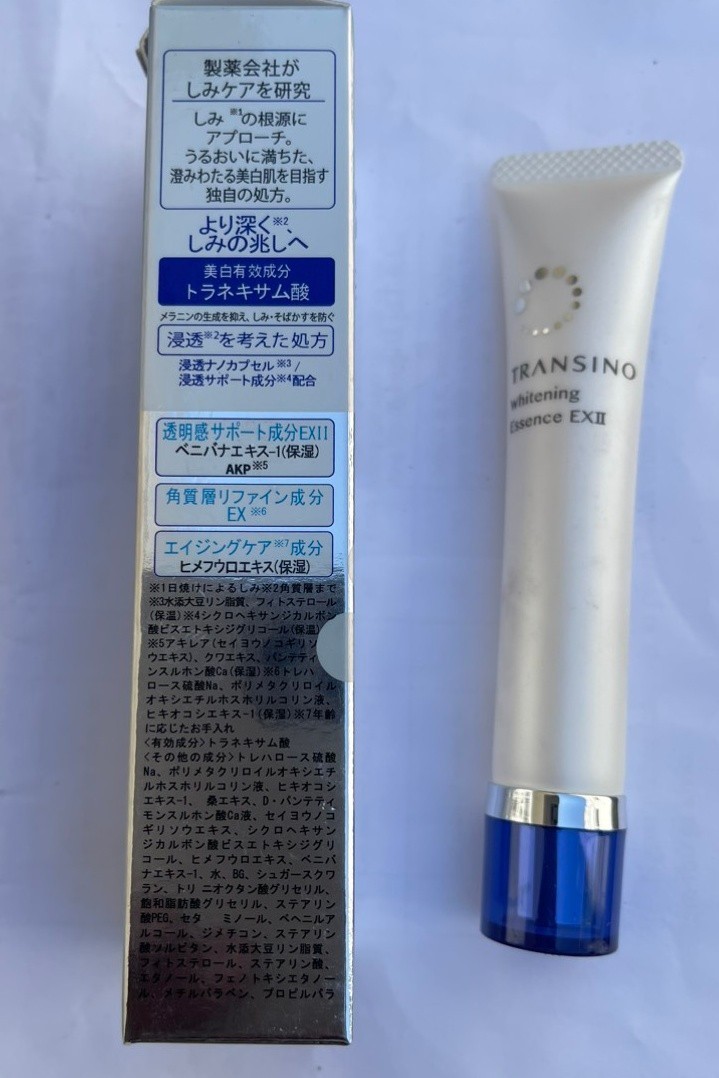 製薬会社が
しみケアを研究
しみ※1の根源に
アプローチ。
うるおいに満ちた、
澄みわたる美白肌を目指す
独自の処方。
より深く※2、
しみの兆しへ
美白有効成分
トラネキサム酸
メラニンの生成を抑え、しみ・そばかすを防ぐ
浸透※2を考えた処方
浸透ナノカプセル※3/
浸透サポート成分※4配合
透明感サポート成分EXII
ベニバナエキス-1(保湿)
AKP※5
角質層リファイン成分
EX※6
エイジングケア※7成分
ヒメフウロエキス(保湿)
※1日焼けによるしみ※2角質層まで
※3水添大豆リン脂質、フィトステロール
(保湿)※4シクロヘキサンジカルボン
酸ビスエトキシジグリコール(保湿)
※5アキレア(セイヨウノコギリソ
ウエキス)、クワエキス、パンテティ
ンスルホン酸Ca(保湿)※6トレハ
ロース硫酸Na、ポリメタクリロイル
オキシエチルホスホリルコリン液、
ヒキオコシエキス-1(保湿)※7年齢
に応じたお手入れ
<有効成分>トラネキサム酸
<その他の成分>トレハロース硫酸
Na、ポリメタクリロイルオキシエチ
ルホスホリルコリン液、ヒキオコシ
エキス-1、桑エキス、D・パンテティ
モンスルホン酸Ca液、セイヨウノコ
ギリソウエキス、シクロヘキサン
ジカルボン酸ビスエトキシジグリ
コール、ヒメフウロエキス、ベニバ
ナエキス-1、水、BG、シュガースクワ
ラン、トリ ニオクタン酸グリセリル、
飽和脂肪酸グリセリル、ステアリン
酸PEG、セタ ミノール、ベヘニルア
ルコール、ジメチコン、ステアリン
酸ソルビタン、水添大豆リン脂質、
フィトステロール、ステアリン酸、
エタノール、フェノトキシエタノー
ル、メチルパラベン、プロピルパラ
TRANSINO
whitening
Essence EXII